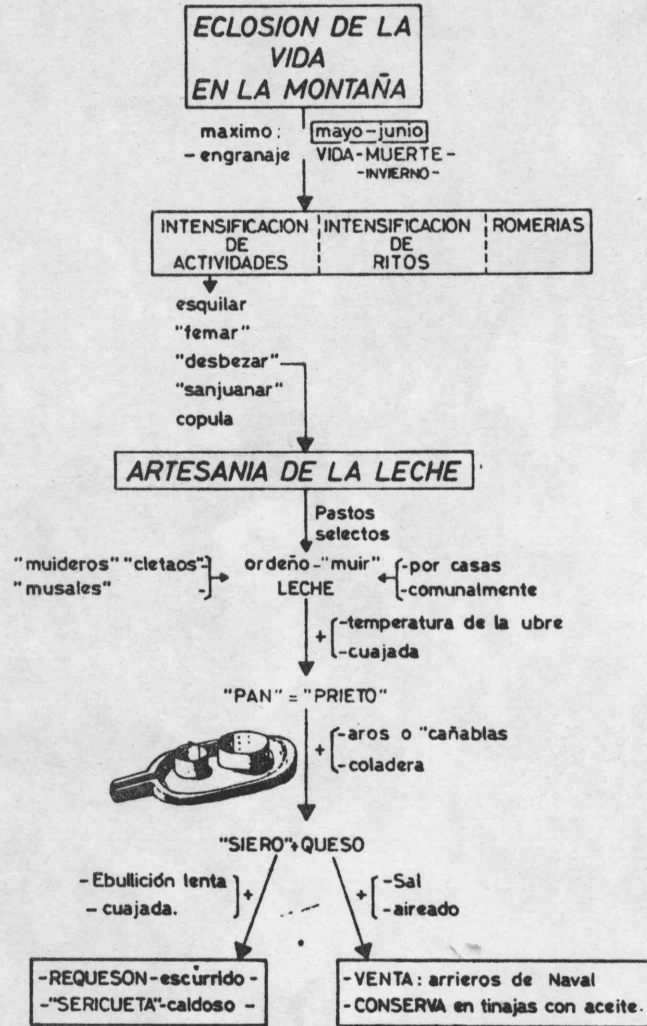 ECLOSION DE LA
VIDA
EN LA MONTAÑA
maximo: mayo-junio
- engranaje VIDA-MUERTE-
-INVIERNO-
INTENSIFICACION
DE
ACTIVIDADES
INTENSIFICACION
DE
RITOS
ROMERIAS
esquilar
"femar"
"desbezar"
"sanjuanar"
copula
ARTESANIA DE LA LECHE
Pastos
selectos
"muideros" "cletaos"-
"musales" -
ordeño-"muir"
LECHE
-por casas
-comunalmente
+
-temperatura de la ubre
-cuajada
"PAN" = "PRIETO"
+
-aros o "cañablas
-coladera
"SIERO"+QUESO
- Ebullición lenta
- cuajada.
+
+
-Sal
-aireado
-REQUESON-escurrido-
-"SERICUETA"-caldoso -
-VENTA: arrieros de Naval
-CONSERVA en tinajas con aceite.